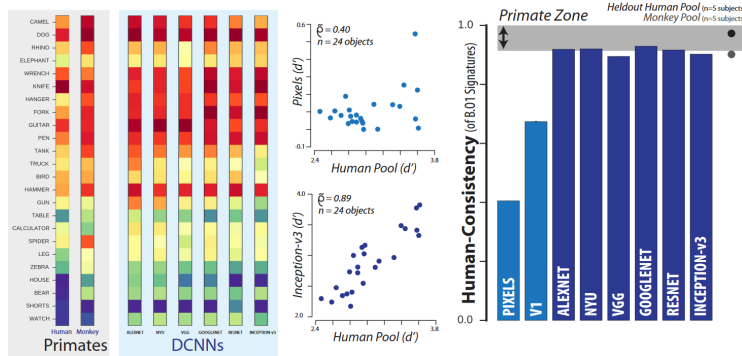 CAMEL
DOG
RHINO
ELEPHANT
WRENCH
KNIFE
HANGER
FORK
GUITAR
PEN
TANK
TRUCK
BIRD
HAMMER
GUN
TABLE
CALCULATOR
SPIDER
LEG
ZEBRA
HOUSE
BEAR
SHORTS
WATCH
Human Monkey
Primates
ALEXNET NYU VGG GOOGLENET RESNET INCEPTION-v3
DCNNs
0.6
ρ̃ = 0.40
n = 24 objects
Pixels (d')
-0.1
2.4 3.8
Human Pool (d')
4.0
ρ̃ = 0.89
n = 24 objects
Inception-v3 (d')
2.0
2.4 3.8
Human Pool (d')
Heldout Human Pool (n=5 subjects)
Monkey Pool (n=5 subjects)
Primate Zone
1.0
Human-Consistency
(of B.O1 Signatures)
0.0
PIXELS
V1
ALEXNET
NYU
VGG
GOOGLENET
RESNET
INCEPTION-v3